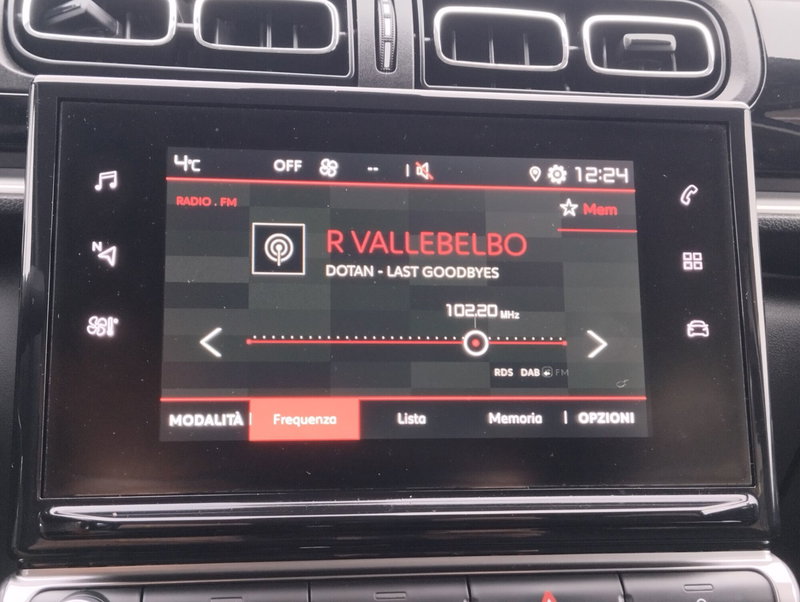 4°C OFF -- 12:24
RADIO . FM
Mem
R VALLEBELBO
DOTAN - LAST GOODBYES
102.20 MHz
N
RDS DAB FM
MODALITÀ Frequenza Lista Memoria OPZIONI